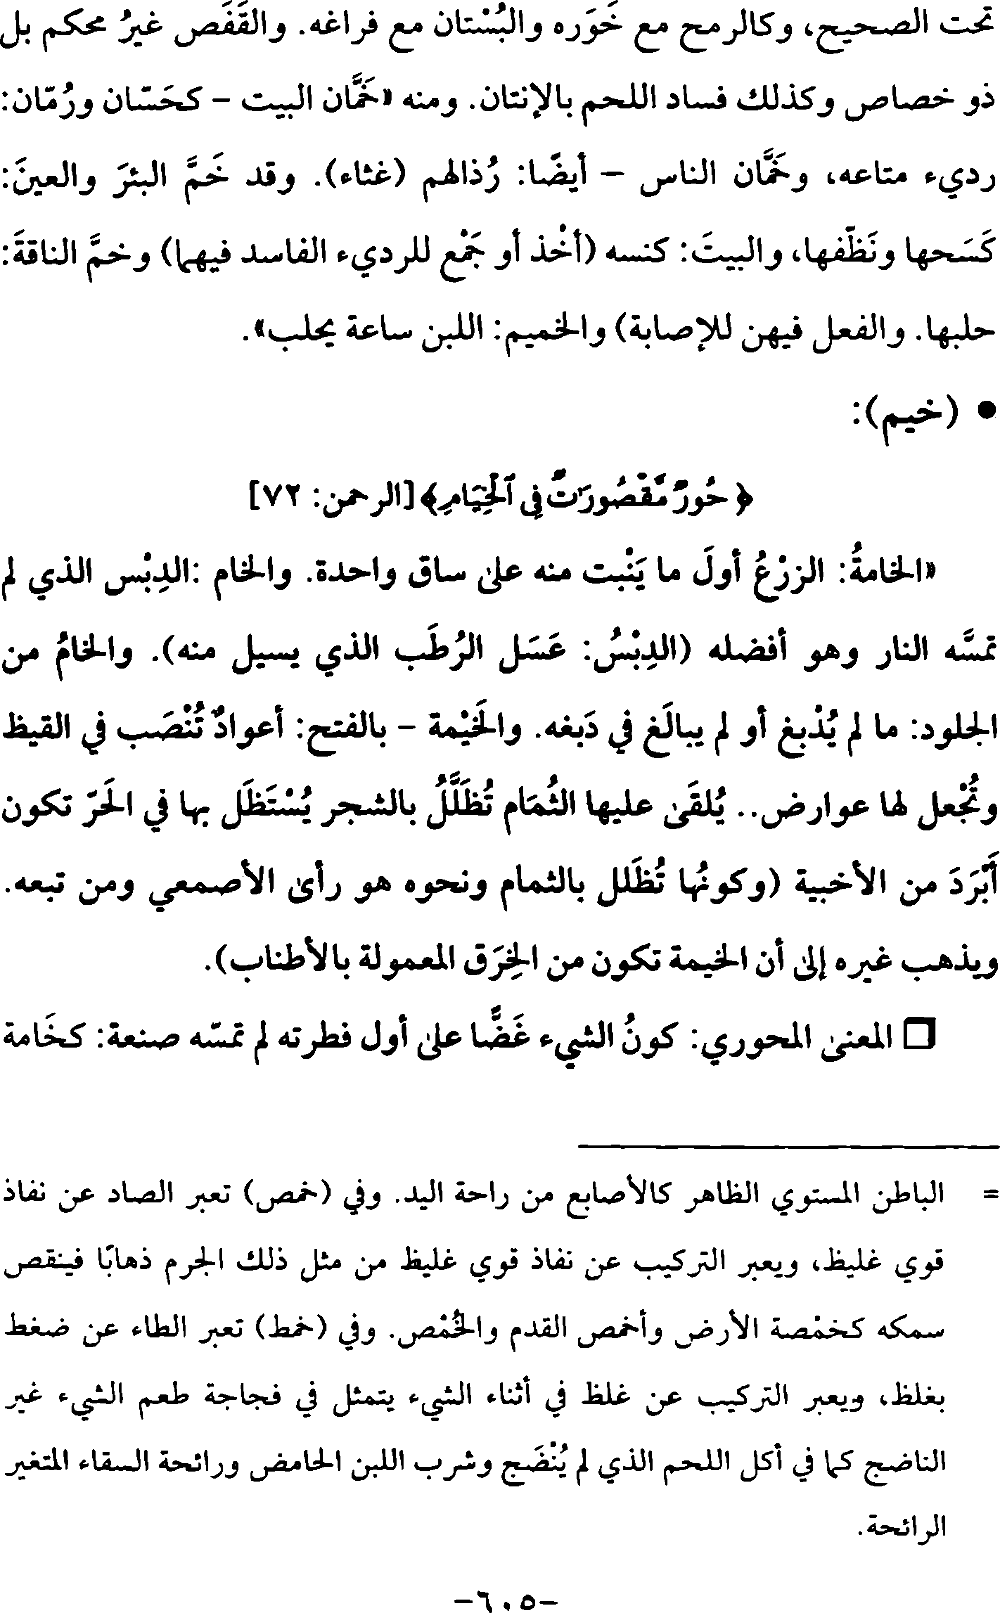 تحت الصحيح، وكالرمح مع خَوَره والبُسْتان مع فراغه. والقَفَص غيرُ محكم بل
ذو خصاص وكذلك فساد اللحم بالإنتان. ومنه «خَمَّان البيت – كحَسّان ورُمّان:
رديء متاعه، وخَمَّان الناس – أيضًا: رُذالهم (غثاء). وقد خَمَّ البئرَ والعينَ:
كَسَحها ونَظّفها، والبيتَ: كنسه (أخْذ أو جَمْع للرديء الفاسد فيهما) وخمَّ الناقةَ:
حلبها. والفعل فيهن للإصابة) والخميم: اللبن ساعة يحلب».
• (خيم):
﴿حُورٌ مَّقْصُورَاتٌ فِي ٱلْخِيَامِ﴾ [الرحمن: ٧٢]
«الخامةُ: الزرْعُ أولَ ما يَنْبت منه على ساق واحدة. والخام :الدِبْس الذي لم
تمسَّه النار وهو أفضله (الدِبْسُ: عَسَل الرُطَب الذي يسيل منه). والخامُ من
الجلود: ما لم يُدْبغ أو لم يبالَغ في دَبغه. والخَيْمة – بالفتح: أعوادٌ تُنْصَب في القيظ
وتُجْعل لها عوارض.. يُلقَى عليها الثُمَام تُظَلَّلُ بالشجر يُسْتَظَل بها في الحَرّ تكون
أَبْرَدَ من الأخبية (وكونُها تُظَلل بالثمام ونحوه هو رأى الأصمعي ومن تبعه.
ويذهب غيره إلى أن الخيمة تكون من الخِرَق المعمولة بالأطناب).
❒ المعنى المحوري: كونُ الشيء غَضًّا على أول فطرته لم تمسّه صنعة: كخَامة
= الباطن المستوي الظاهر كالأصابع من راحة اليد. وفي (خمص) تعبر الصاد عن نفاذ
قوي غليظ، ويعبر التركيب عن نفاذ قوي غليظ من مثل ذلك الجرم ذهابًا فينقص
سمكه كخمْصة الأرض وأخمص القدم والخُمْص. وفي (خمط) تعبر الطاء عن ضغط
بغلظ، ويعبر التركيب عن غلظ في أثناء الشيء يتمثل في فجاجة طعم الشيء غير
الناضج كما في أكل اللحم الذي لم يُنْضَج وشرب اللبن الحامض ورائحة السقاء المتغير
الرائحة.
-٦٠٥-